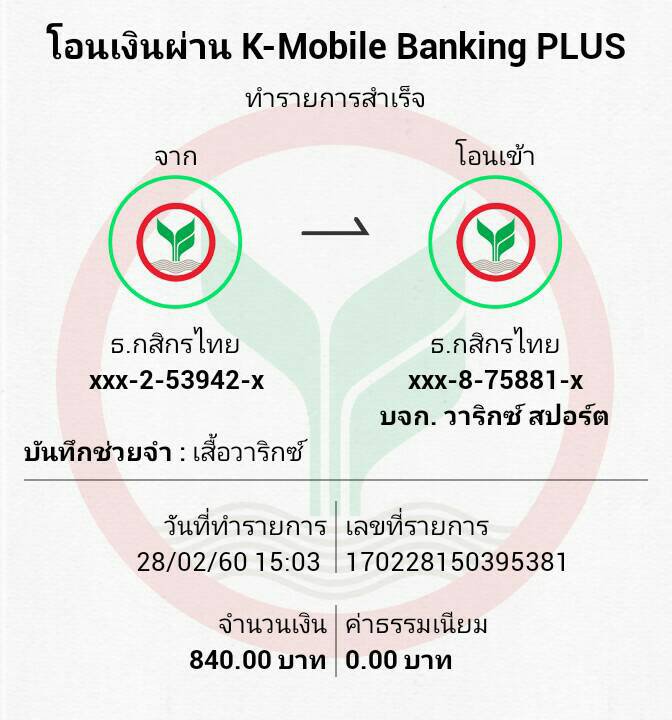 โอนเงินผ่าน K-Mobile Banking PLUS
ทำรายการสำเร็จ
จาก
โอนเข้า
ธ.กสิกรไทย
xxx-2-53942-x
ธ.กสิกรไทย
xxx-8-75881-x
บจก. วาริกซ์ สปอร์ต
บันทึกช่วยจำ : เสื้อวาริกซ์
วันที่ทำรายการ
28/02/60 15:03
เลขที่รายการ
170228150395381
จำนวนเงิน
840.00 บาท
ค่าธรรมเนียม
0.00 บาท